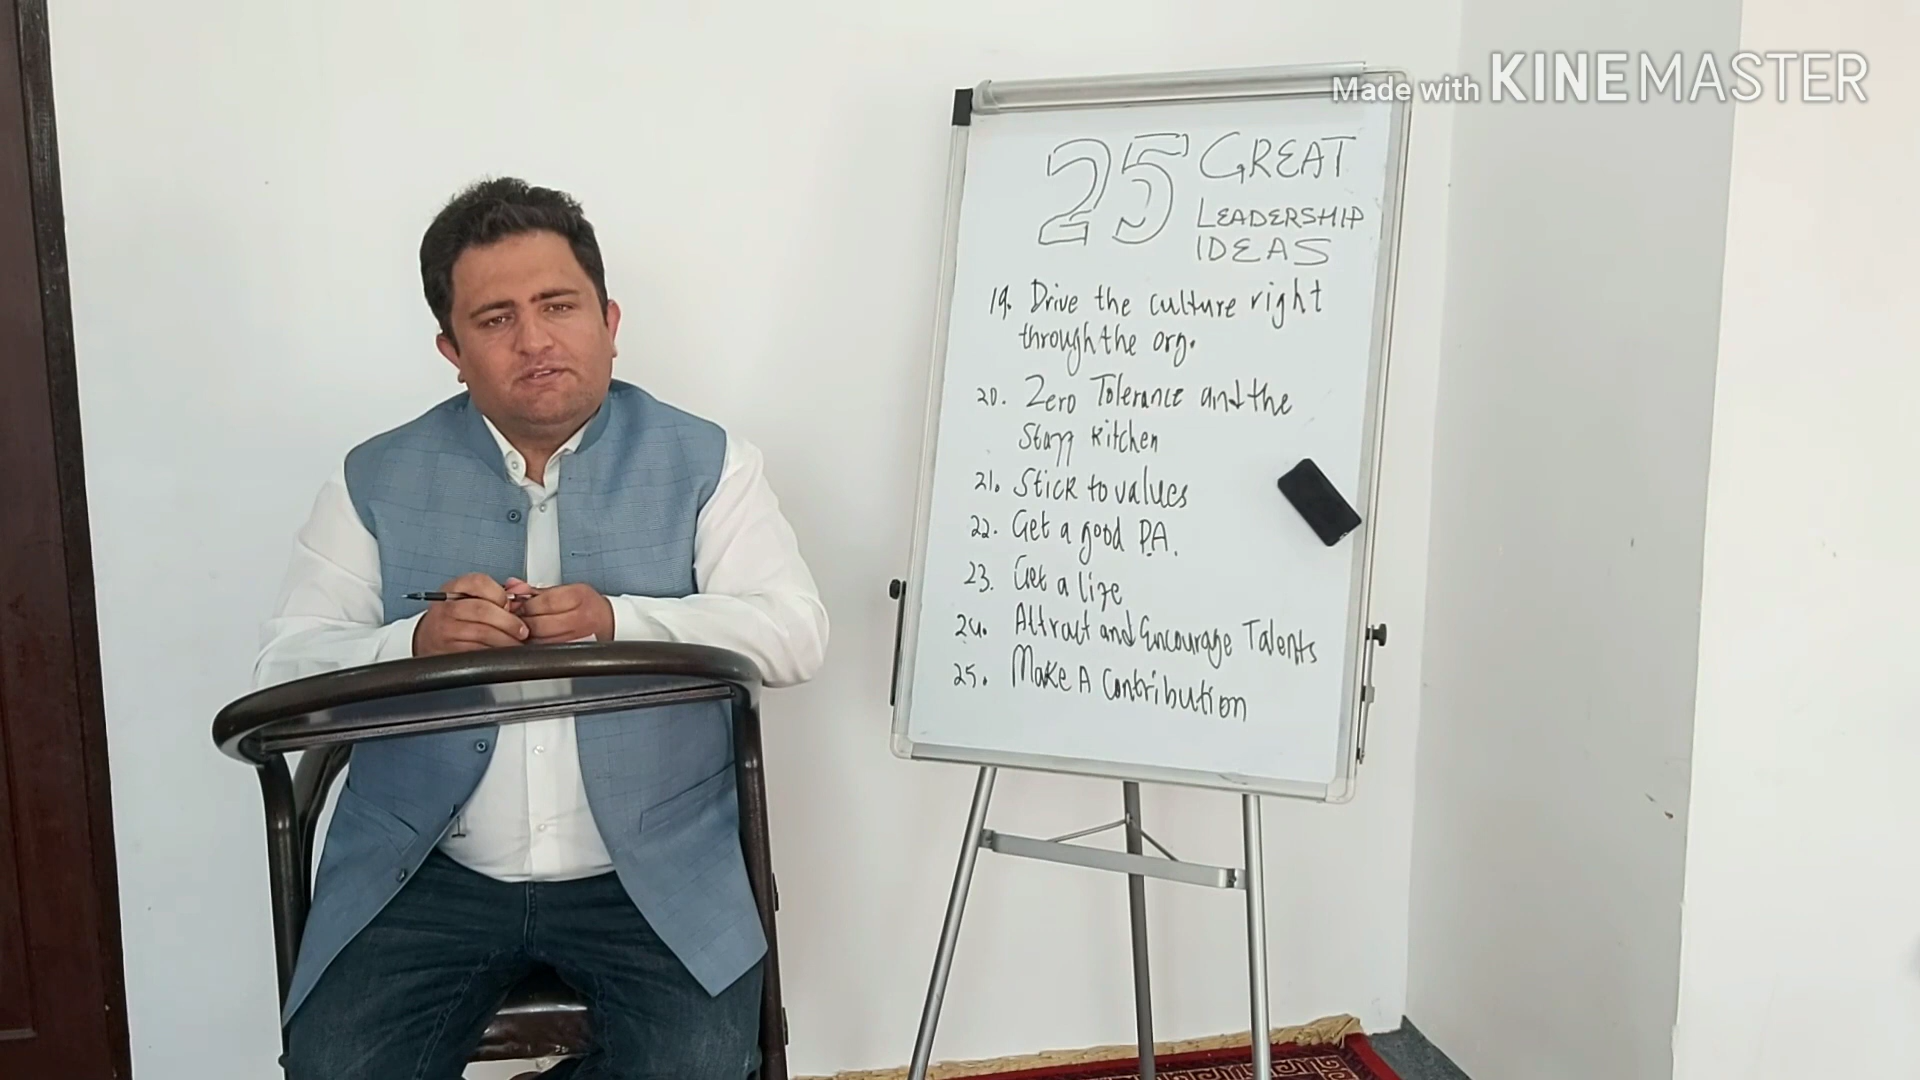 Made with KINEMASTER
25 GREAT
LEADERSHIP
IDEAS
19. Drive the culture right
through the org.
20. Zero Tolerance and the
Staff Kitchen
21. Stick to values
22. Get a good P.A.
23. Get a life
24. Attract and Encourage Talents
25. Make A Contribution